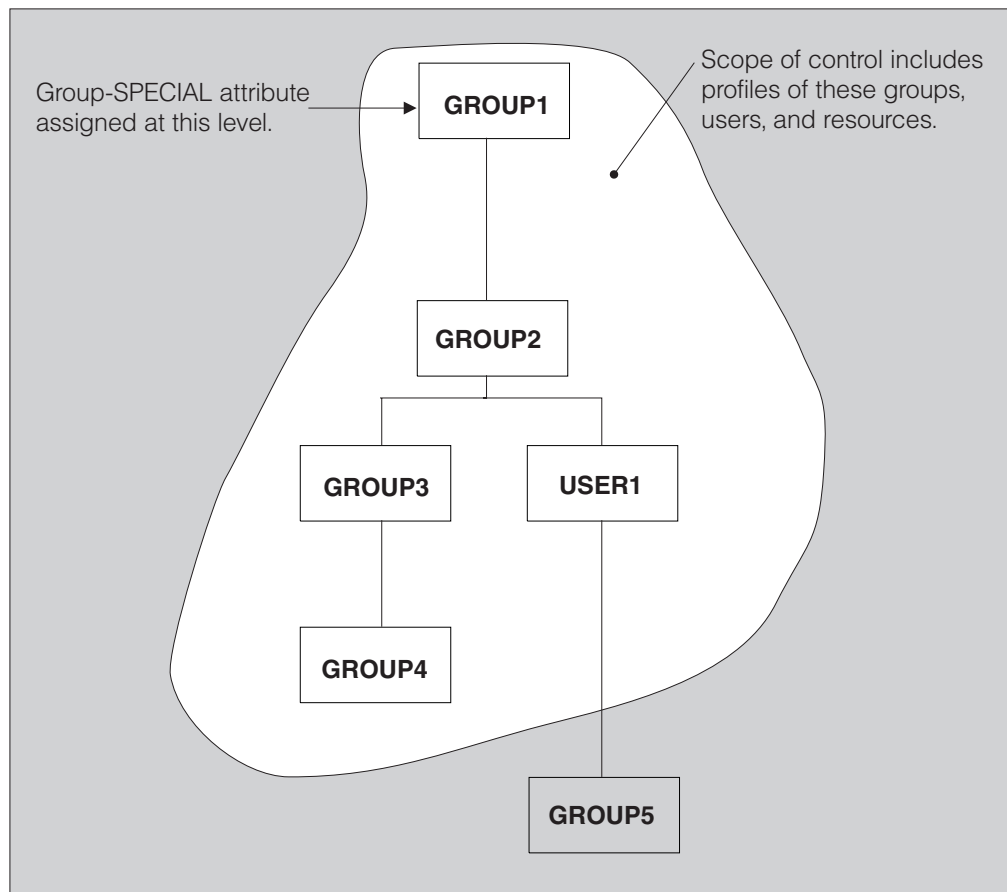 Group-SPECIAL attribute
assigned at this level.
GROUP1
Scope of control includes
profiles of these groups,
users, and resources.
GROUP2
GROUP3
USER1
GROUP4
GROUP5